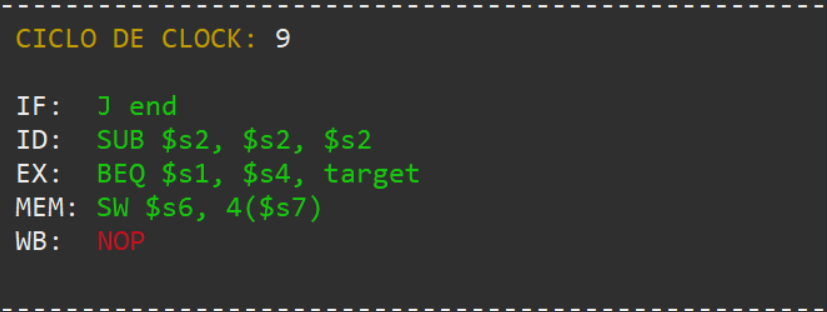 CICLO DE CLOCK: 9
IF: J end
ID: SUB $s2, $s2, $s2
EX: BEQ $s1, $s4, target
MEM: SW $s6, 4($s7)
WB: NOP